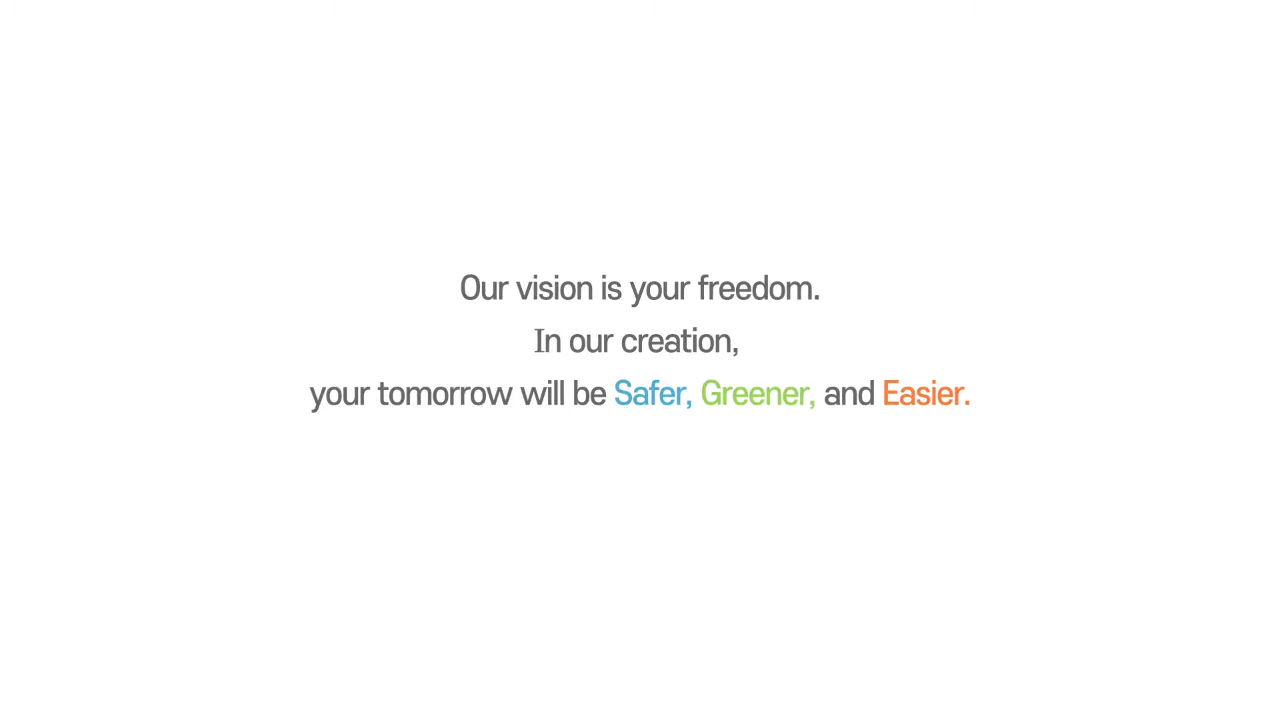 Our vision is your freedom.
In our creation,
your tomorrow will be Safer, Greener, and Easier.